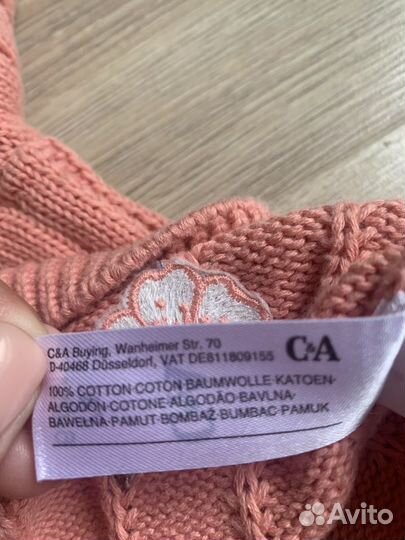 C&A Buying, Wanheimer Str. 70
D-40468 Düsseldorf, VAT DE811809155
C&A
100% COTTON·COTON·BAUMWOLLE·KATOEN·
ALGODÓN·COTONE·ALGODÃO·BAVLNA·
BAWEŁNA·PAMUT·BOMBAŽ·BUMBAC·PAMUK
Avito